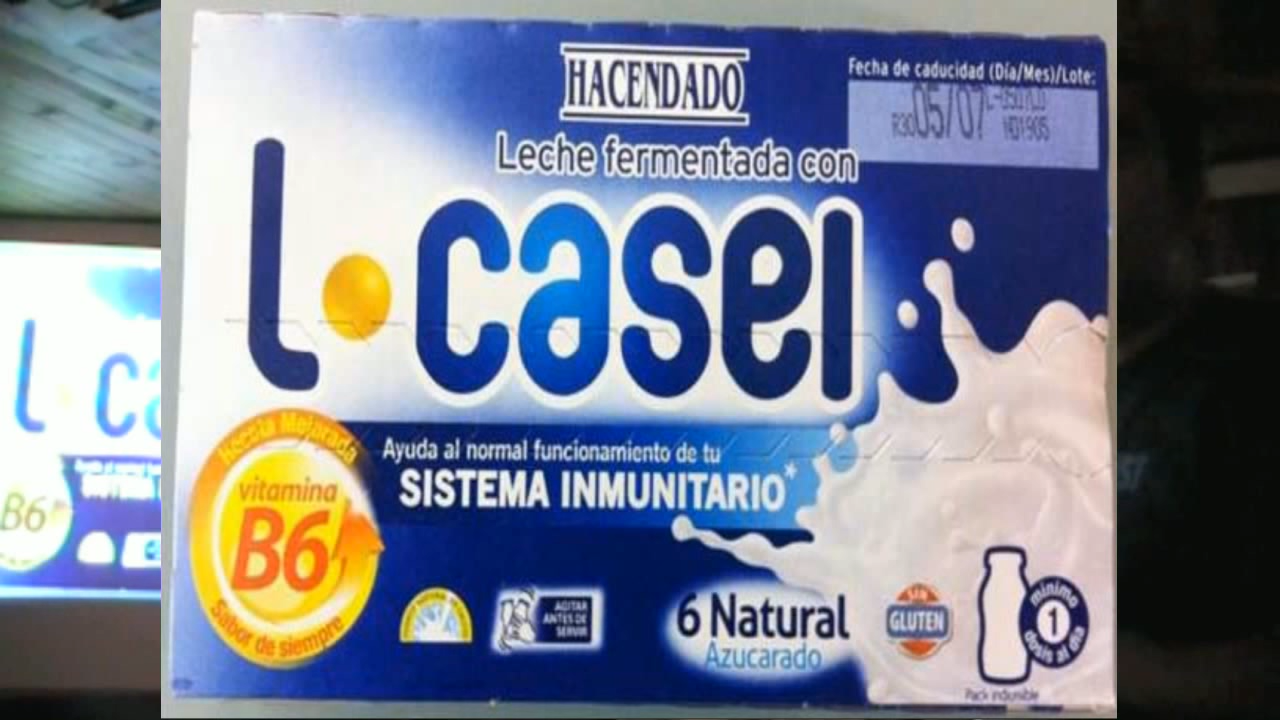 HACENDADO
Fecha de caducidad (Día/Mes)/Lote:
05/07
Leche fermentada con
L·casei
Ayuda al normal funcionamiento de tu
SISTEMA INMUNITARIO*
Receta Mejorada
vitamina
B6
Sabor de siempre
AGITAR
ANTES DE
SERVIR
6 Natural
Azucarado
SIN
GLUTEN
mínimo
1
dosis al día
Pack indivisible
L ca
B6